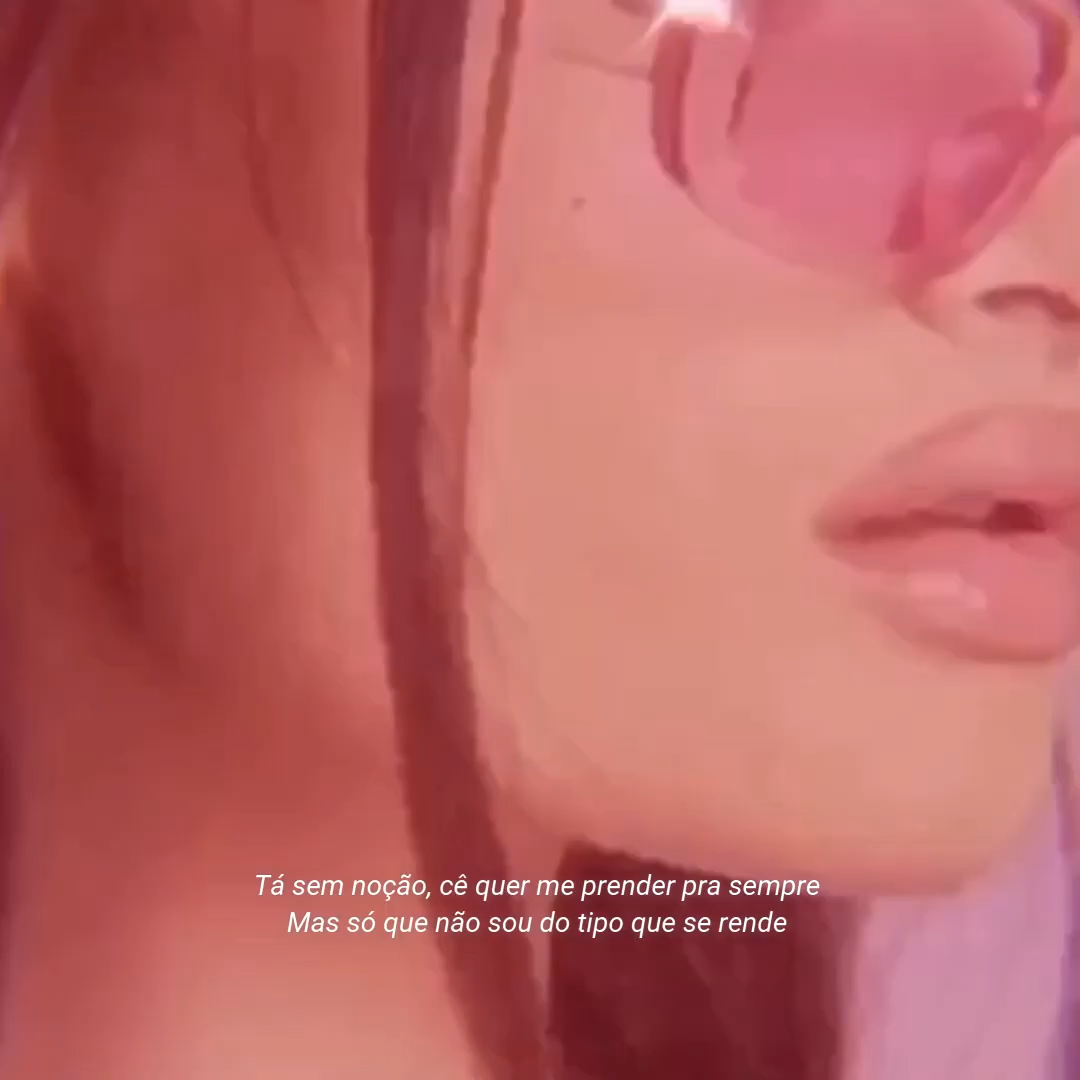 Tá sem noção, cê quer me prender pra sempre
Mas só que não sou do tipo que se rende